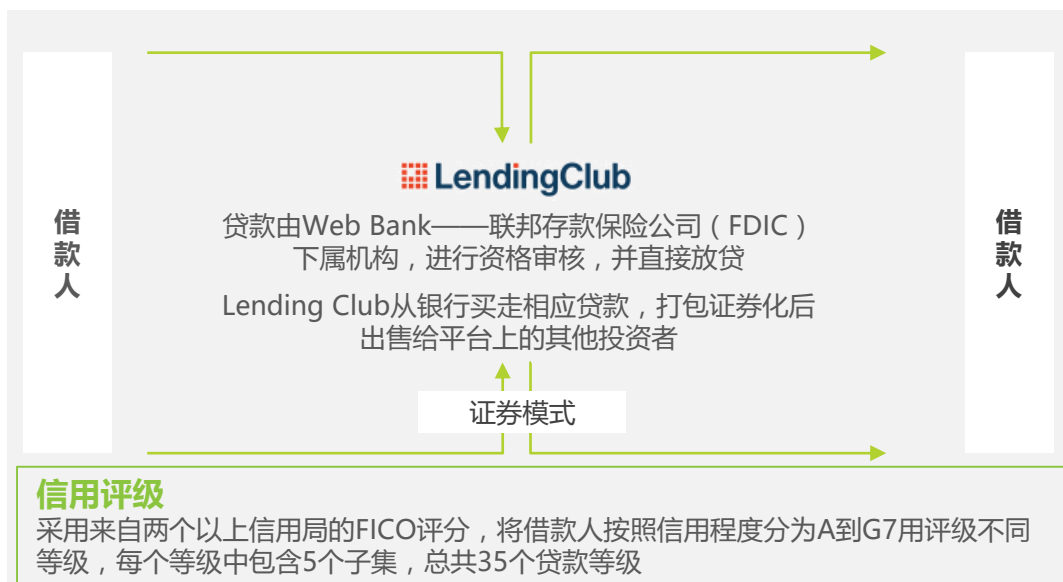 借款人
LendingClub
贷款由Web Bank——联邦存款保险公司（FDIC）
下属机构，进行资格审核，并直接放贷
Lending Club从银行买走相应贷款，打包证券化后
出售给平台上的其他投资者
证券模式
借款人
信用评级
采用来自两个以上信用局的FICO评分，将借款人按照信用程度分为A到G7用评级不同
等级，每个等级中包含5个子集，总共35个贷款等级